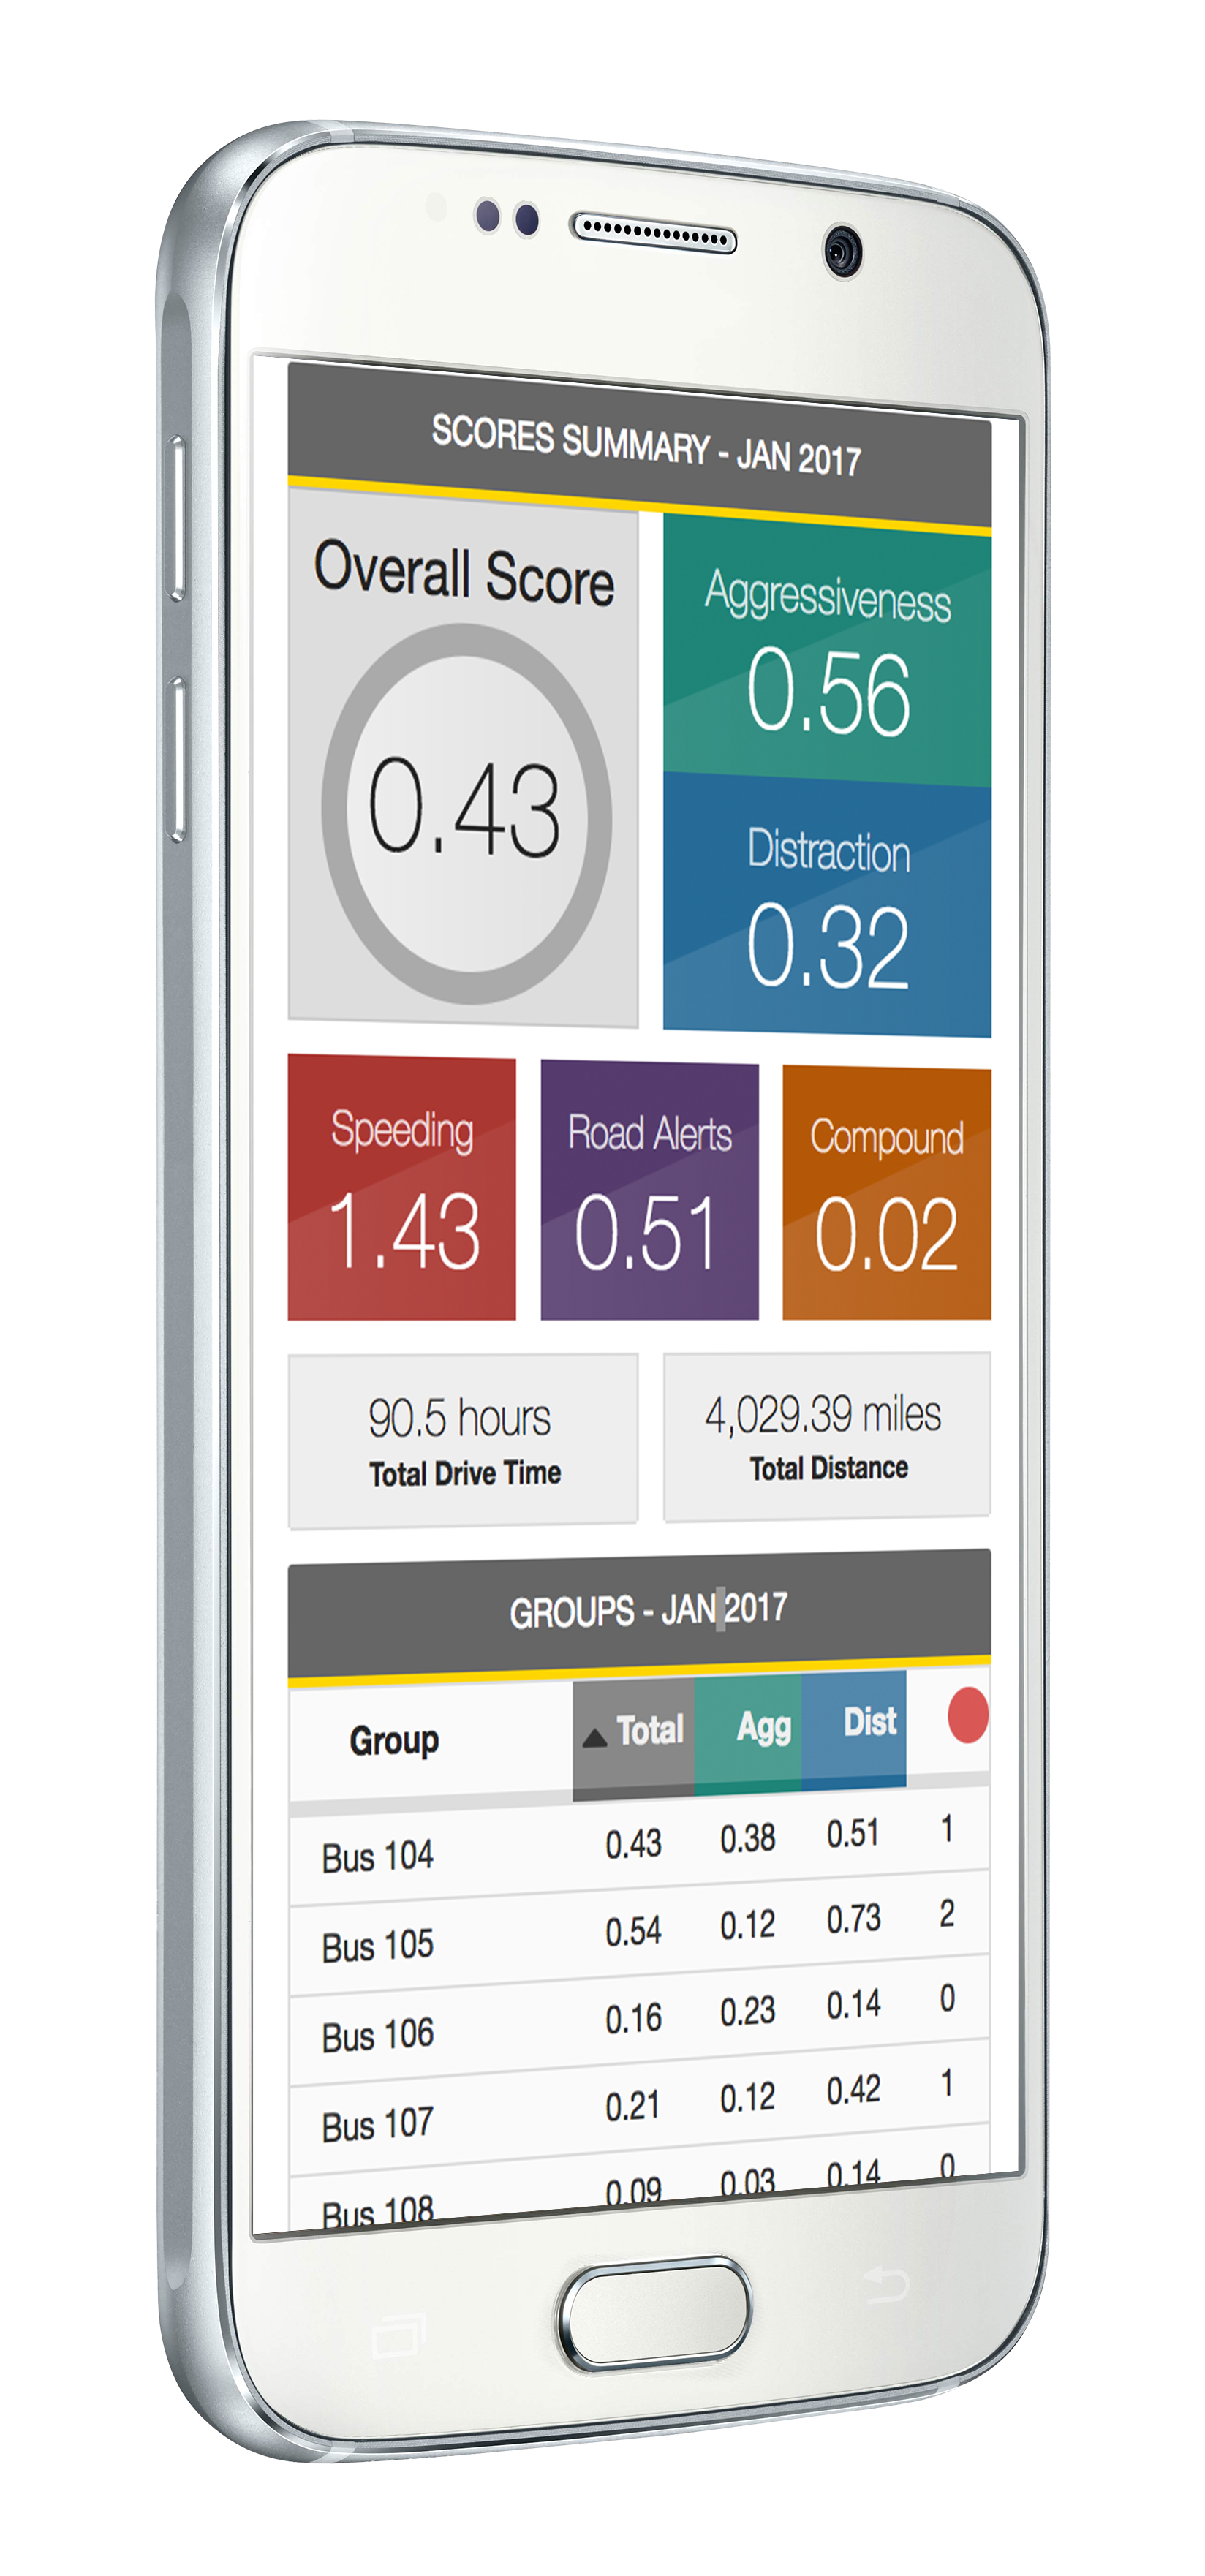 SCORES SUMMARY - JAN 2017
Overall Score
0.43
Aggressiveness
0.56
Distraction
0.32
Speeding
1.43
Road Alerts
0.51
Compound
0.02
90.5 hours
Total Drive Time
4,029.39 miles
Total Distance
GROUPS - JAN 2017
Group Total Agg Dist
Bus 104 0.43 0.38 0.51 1
Bus 105 0.54 0.12 0.73 2
Bus 106 0.16 0.23 0.14 0
Bus 107 0.21 0.12 0.42 1
Bus 108 0.09 0.03 0.14 0